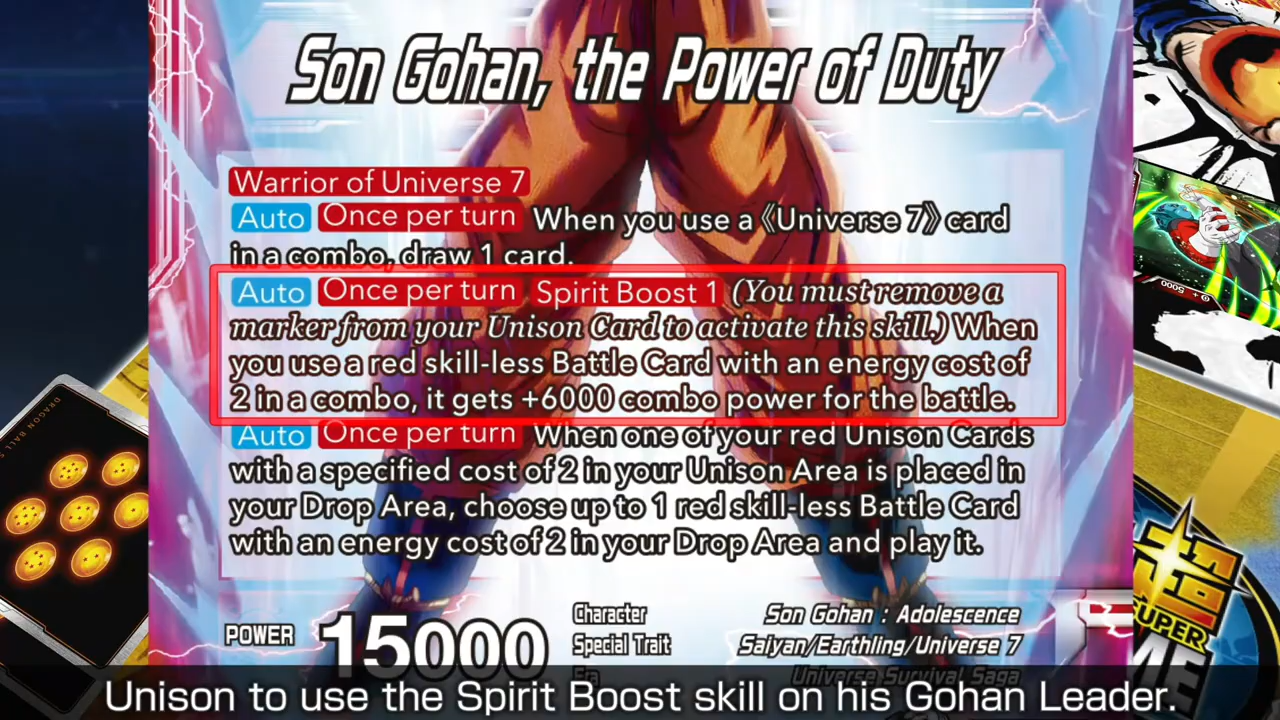 Son Gohan, the Power of Duty
Warrior of Universe 7
Auto Once per turn When you use a《Universe 7》card
in a combo, draw 1 card.
Auto Once per turn Spirit Boost 1 (You must remove a
marker from your Unison Card to activate this skill.) When
you use a red skill-less Battle Card with an energy cost of
2 in a combo, it gets +6000 combo power for the battle.
Auto Once per turn When one of your red Unison Cards
with a specified cost of 2 in your Unison Area is placed in
your Drop Area, choose up to 1 red skill-less Battle Card
with an energy cost of 2 in your Drop Area and play it.
POWER 15000
Character Son Gohan : Adolescence
Special Trait Saiyan/Earthling/Universe 7
Era Universe Survival Saga
Unison to use the Spirit Boost skill on his Gohan Leader.
DRAGON BALL
超
SUPER
+5000